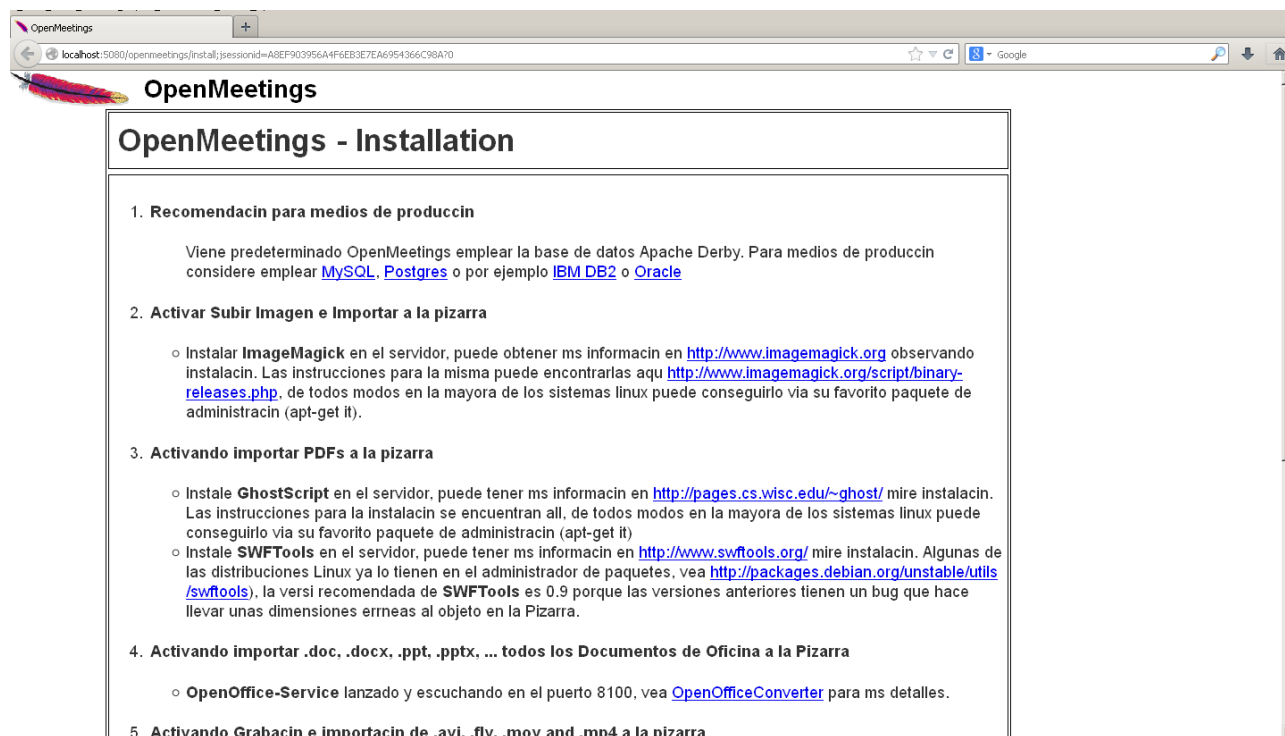 OpenMeetings
+
localhost:5080/openmeetings/install;jsessionid=A8EF903956A4F6EB3E7EA6954366C98A?0
Google
OpenMeetings
OpenMeetings - Installation
1. Recomendacin para medios de produccin
Viene predeterminado OpenMeetings emplear la base de datos Apache Derby. Para medios de produccin
considere emplear MySQL, Postgres o por ejemplo IBM DB2 o Oracle
2. Activar Subir Imagen e Importar a la pizarra
Instalar ImageMagick en el servidor, puede obtener ms informacin en http://www.imagemagick.org observando
instalacin. Las instrucciones para la misma puede encontrarlas aqu http://www.imagemagick.org/script/binary-
releases.php, de todos modos en la mayora de los sistemas linux puede conseguirlo via su favorito paquete de
administracin (apt-get it).
3. Activando importar PDFs a la pizarra
Instale GhostScript en el servidor, puede tener ms informacin en http://pages.cs.wisc.edu/~ghost/ mire instalacin.
Las instrucciones para la instalacin se encuentran all, de todos modos en la mayora de los sistemas linux puede
conseguirlo via su favorito paquete de administracin (apt-get it)
Instale SWFTools en el servidor, puede tener ms informacin en http://www.swftools.org/ mire instalacin. Algunas de
las distribuciones Linux ya lo tienen en el administrador de paquetes, vea http://packages.debian.org/unstable/utils
/swftools), la versi recomendada de SWFTools es 0.9 porque las versiones anteriores tienen un bug que hace
llevar unas dimensiones errneas al objeto en la Pizarra.
4. Activando importar .doc, .docx, .ppt, .pptx, ... todos los Documentos de Oficina a la Pizarra
OpenOffice-Service lanzado y escuchando en el puerto 8100, vea OpenOfficeConverter para ms detalles.
5. Activando Grabacin e importacin de .avi, .flv, .mov and .mp4 a la pizarra